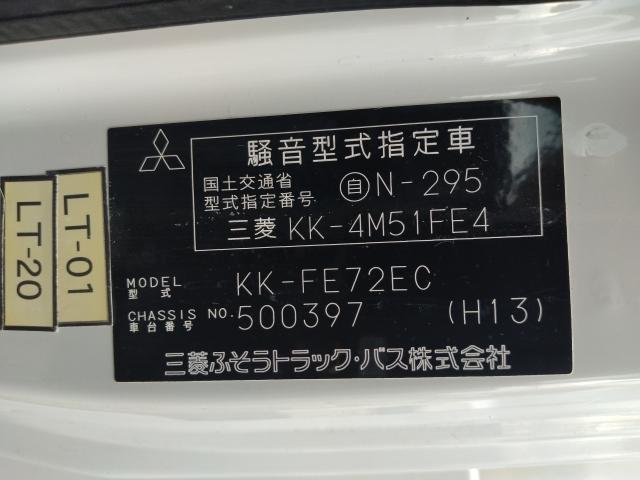 騒音型式指定車
国土交通省
型式指定番号
自N-295
三菱 KK-4M51FE4
MODEL
型式
KK-FE72EC
CHASSIS NO.
車台番号
500397
(H13)
三菱ふそうトラック・バス株式会社
LT-01
LT-20